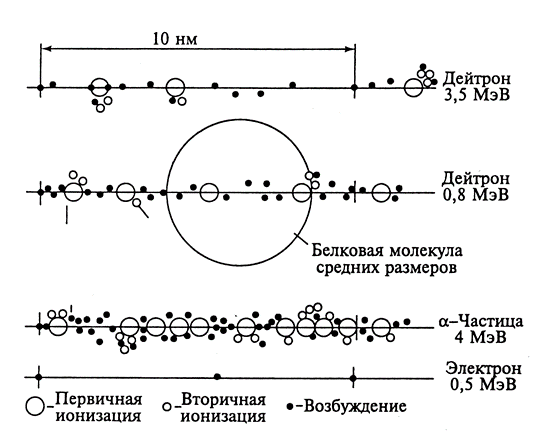 10 нм
Дейтрон
3,5 МэВ
Дейтрон
0,8 МэВ
Белковая молекула
средних размеров
α–Частица
4 МэВ
Электрон
0,5 МэВ
-Первичная
ионизация
-Вторичная
ионизация
-Возбуждение